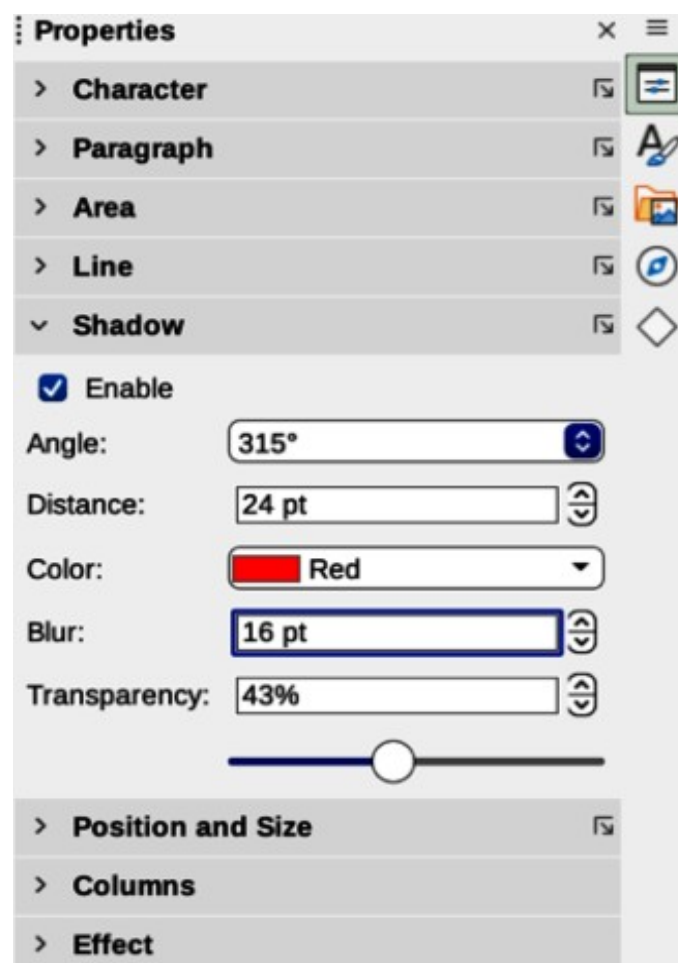 Properties
Character
Paragraph
Area
Line
Shadow
Enable
Angle: 315°
Distance: 24 pt
Color: Red
Blur: 16 pt
Transparency: 43%
Position and Size
Columns
Effect